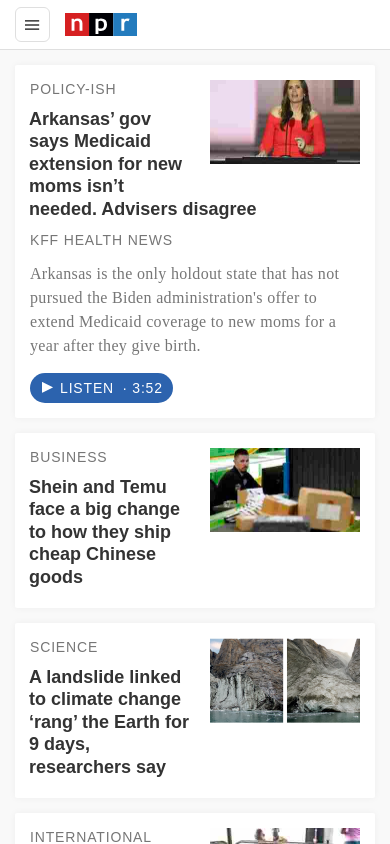 npr
POLICY-ISH
Arkansas’ gov
says Medicaid
extension for new
moms isn’t
needed. Advisers disagree
KFF HEALTH NEWS
Arkansas is the only holdout state that has not
pursued the Biden administration's offer to
extend Medicaid coverage to new moms for a
year after they give birth.
LISTEN · 3:52
BUSINESS
Shein and Temu
face a big change
to how they ship
cheap Chinese
goods
SCIENCE
A landslide linked
to climate change
‘rang’ the Earth for
9 days,
researchers say
INTERNATIONAL